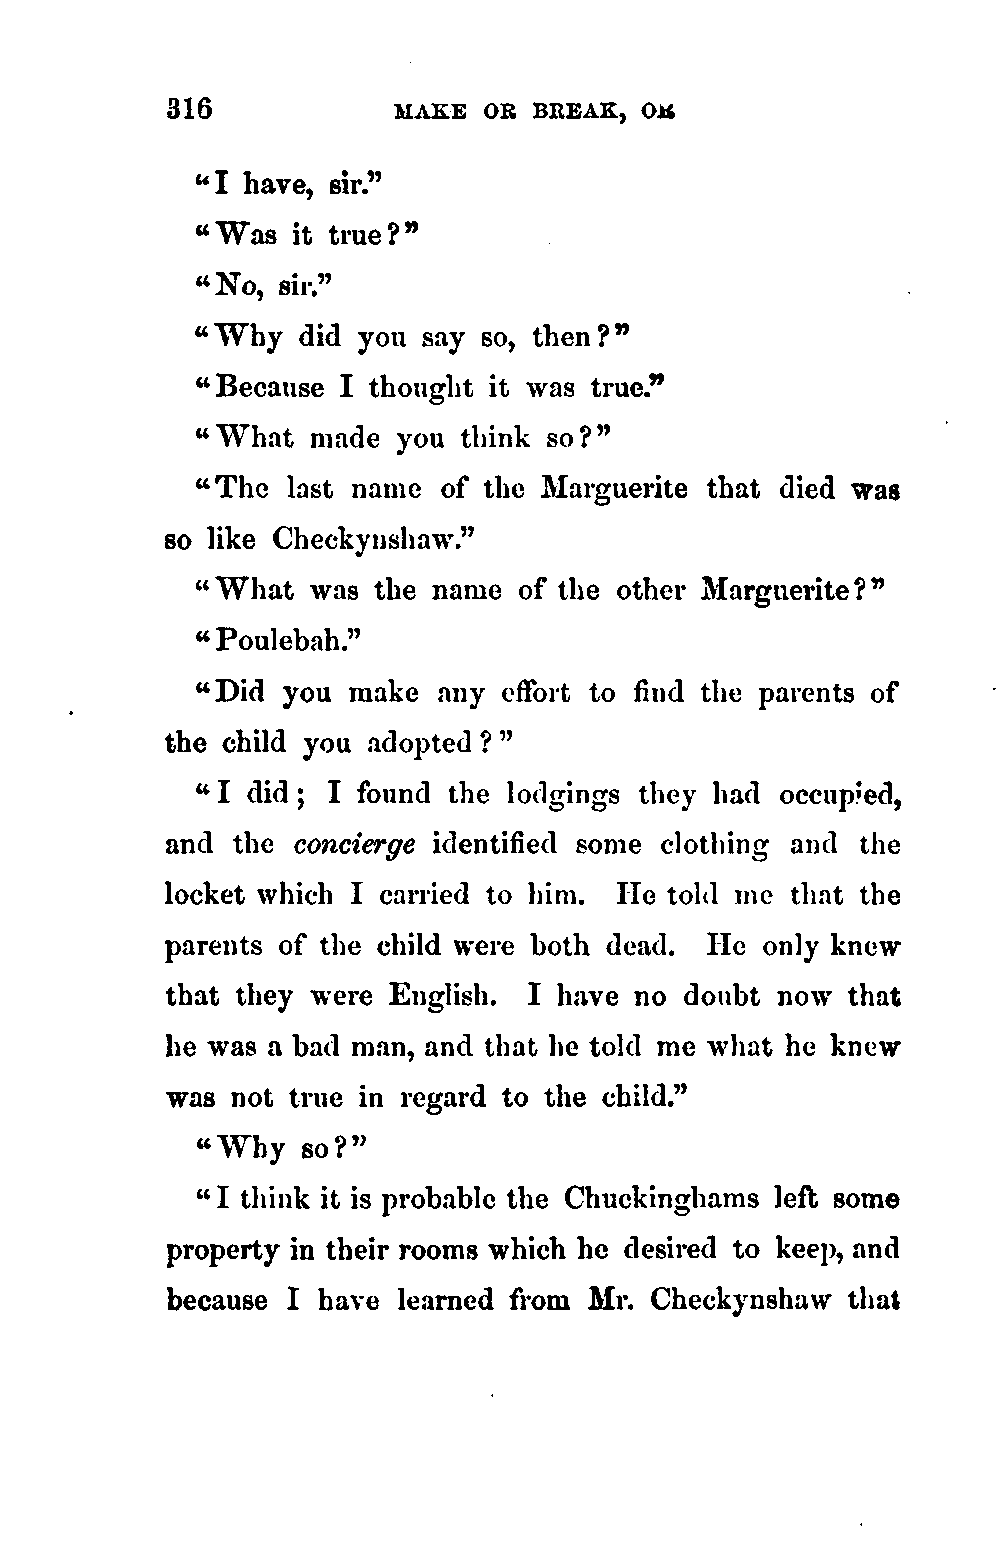 316 MAKE OR BREAK, OR
"I have, sir."
"Was it true?"
"No, sir."
"Why did you say so, then?"
"Because I thought it was true."
"What made you think so?"
"The last name of the Marguerite that died was
so like Checkynshaw."
"What was the name of the other Marguerite?"
"Poulebah."
"Did you make any effort to find the parents of
the child you adopted?"
"I did; I found the lodgings they had occupied,
and the concierge identified some clothing and the
locket which I carried to him. He told me that the
parents of the child were both dead. He only knew
that they were English. I have no doubt now that
he was a bad man, and that he told me what he knew
was not true in regard to the child."
"Why so?"
"I think it is probable the Chuckinghams left some
property in their rooms which he desired to keep, and
because I have learned from Mr. Checkynshaw that